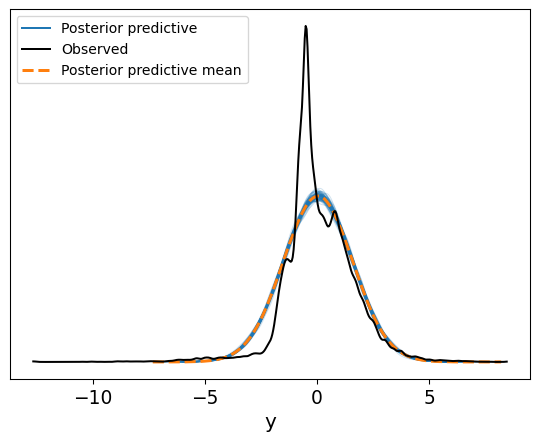 Posterior predictive
Observed
Posterior predictive mean
−10 −5 0 5
y